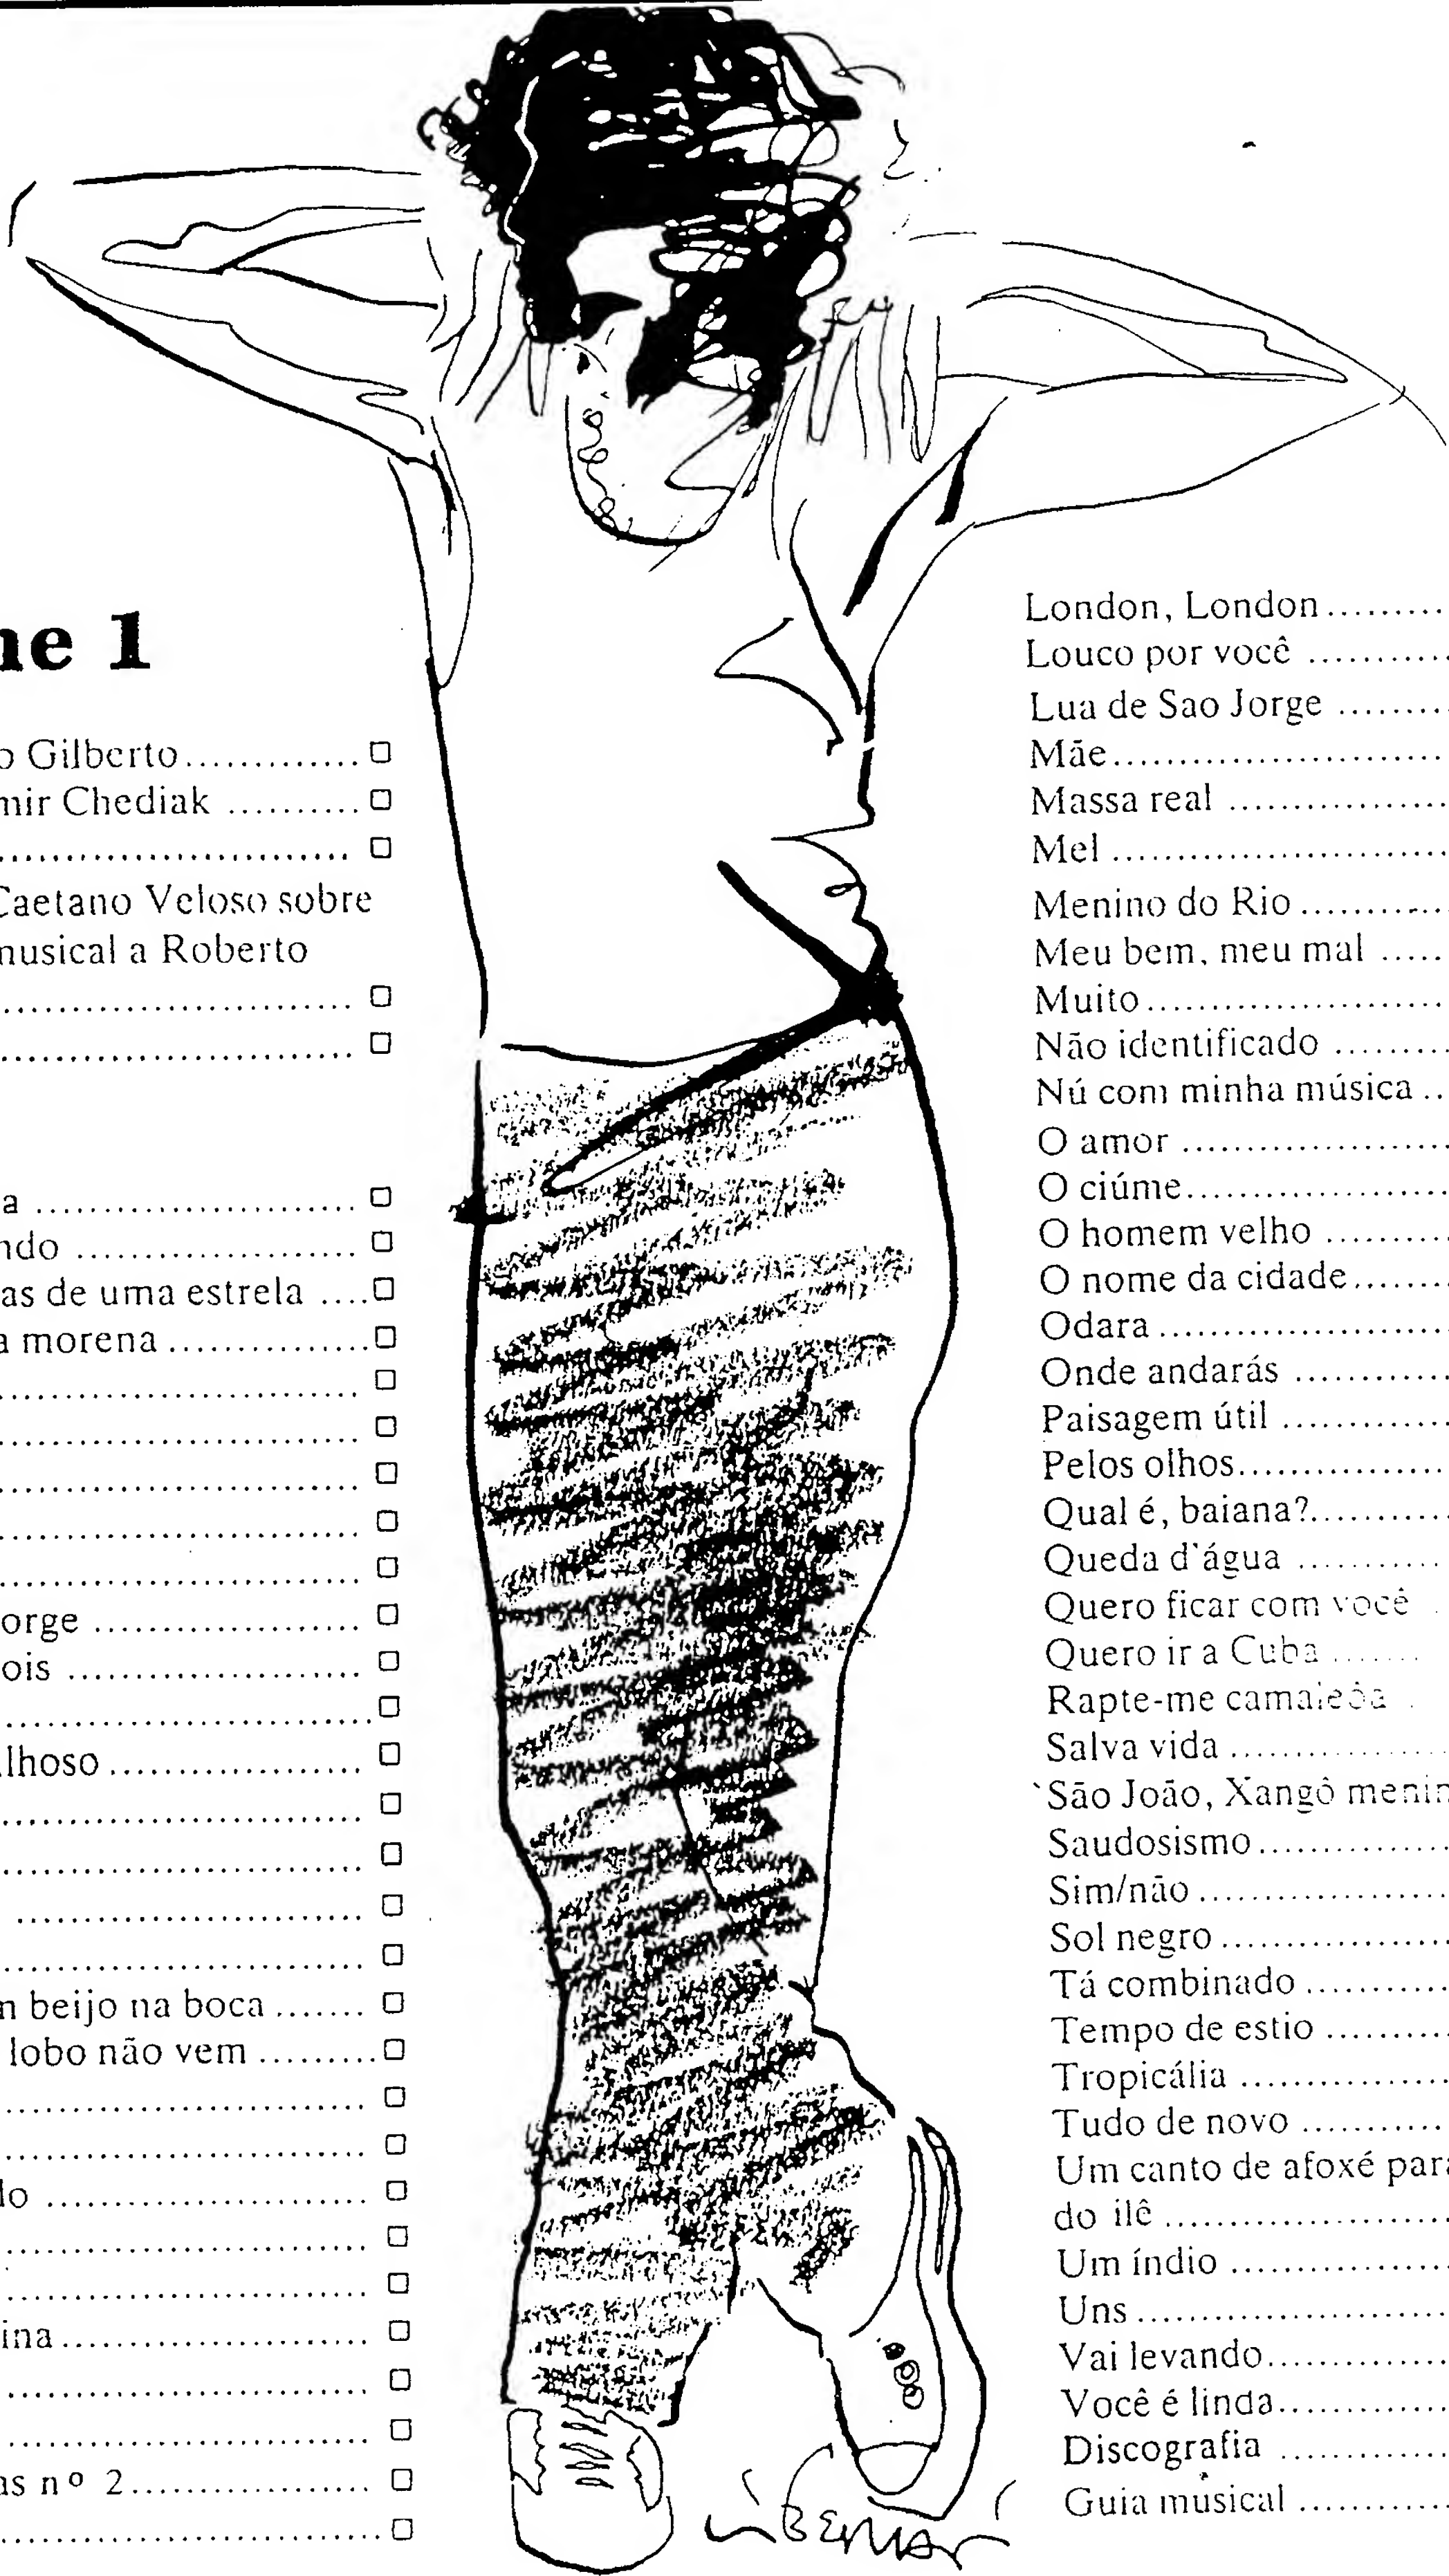 ne 1
o Gilberto.............. □
mir Chediak .......... □
............................ □
Caetano Veloso sobre
musical a Roberto
............................ □
............................ □
a ......................... □
ndo ...................... □
as de uma estrela ....□
a morena ................□
............................ □
............................ □
............................ □
............................ □
............................ □
orge ..................... □
ois ....................... □
.............................□
lhoso .................... □
............................ □
............................ □
........................... □
............................ □
n beijo na boca ....... □
lobo não vem .........□
............................ □
............................ □
lo ......................... □
............................ □
............................ □
ina........................ □
............................ □
............................ □
as nº 2................... □
..............................□
London, London.........
Louco por você ...........
Lua de Sao Jorge .........
Mãe..........................
Massa real .................
Mel ..........................
Menino do Rio ............
Meu bem, meu mal .....
Muito.......................
Não identificado .........
Nú com minha música ..
O amor .....................
O ciúme....................
O homem velho ..........
O nome da cidade........
Odara .......................
Onde andarás ............
Paisagem útil .............
Pelos olhos................
Qual é, baiana?...........
Queda d'água ...........
Quero ficar com você .
Quero ir a Cuba .......
Rapte-me camaleôa .
Salva vida .................
São João, Xangô menin
Saudosismo...............
Sim/não ...................
Sol negro ..................
Tá combinado ............
Tempo de estio ..........
Tropicália .................
Tudo de novo ............
Um canto de afoxé para
do ilê .......................
Um índio ..................
Uns .........................
Vai levando...............
Você é linda..............
Discografia ..............
Guia musical ............